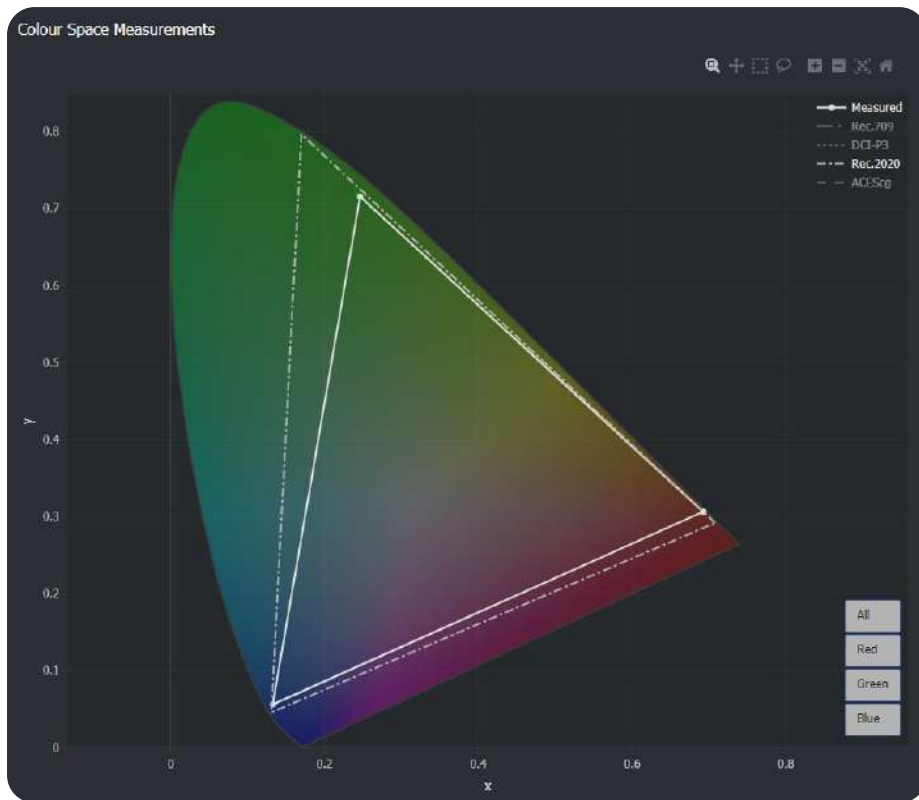 Colour Space Measurements
Measured
Rec.709
DCI-P3
Rec.2020
ACEScg
0.8
0.7
0.6
0.5
0.4
0.3
0.2
0.1
0
y
0
0.2
0.4
0.6
0.8
x
All
Red
Green
Blue